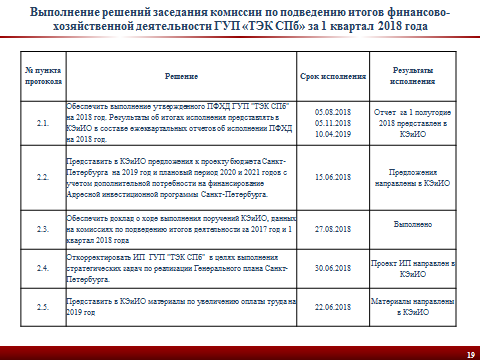 Выполнение решений заседания комиссии по подведению итогов финансово-
хозяйственной деятельности ГУП «ТЭК СПб» за 1 квартал 2018 года
№ пункта
протокола
Решение
Срок исполнения
Результаты
исполнения
2.1.
Обеспечить выполнение утвержденного ПФХД ГУП "ТЭК СПб"
на 2018 год. Результаты об итогах исполнения представлять в
КЭиИО в составе ежеквартальных отчетов об исполнении ПФХД
на 2018 год.
05.08.2018
05.11.2018
10.04.2019
Отчет за 1 полугодие
2018 представлен в
КЭиИО
2.2.
Представить в КЭиИО предложения к проекту бюджета Санкт-
Петербурга на 2019 год и плановый период 2020 и 2021 годов с
учетом дополнительной потребности на финансирование
Адресной инвестиционной программы Санкт-Петербурга.
15.06.2018
Предложения
направлены в КЭиИО
2.3.
Обеспечить доклад о ходе выполнения поручений КЭиИО, данных
на комиссиях по подведению итогов деятельности за 2017 год и 1
квартал 2018 года
27.08.2018
Выполнено
2.4.
Откорректировать ИП ГУП "ТЭК СПб" в целях выполнения
стратегических задач по реализации Генерального плана Санкт-
Петербурга.
30.06.2018
Проект ИП направлен в
КЭиИО
2.5.
Представить в КЭиИО материалы по увеличению оплаты труда на
2019 год
22.06.2018
Материалы направлены
в КЭиИО
19